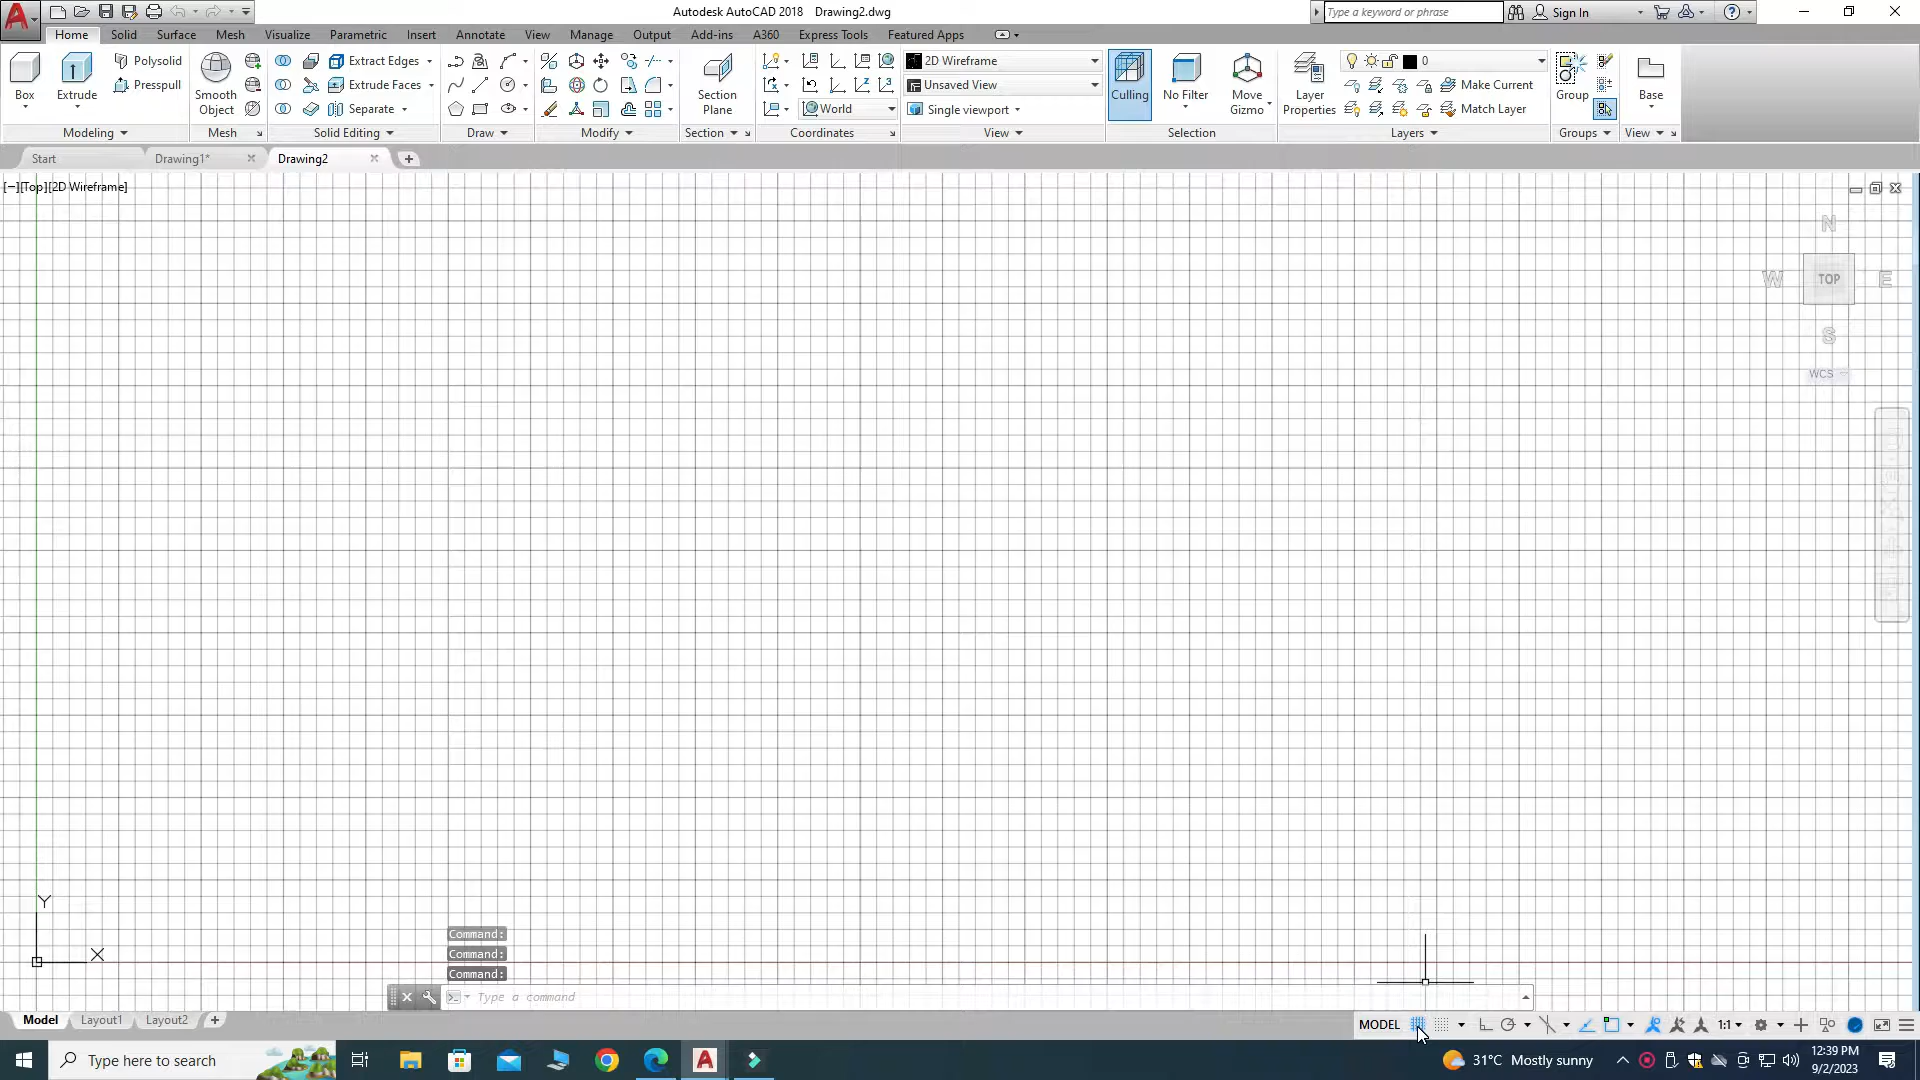 Autodesk AutoCAD 2018 Drawing2.dwg
Type a keyword or phrase
Sign In
Home Solid Surface Mesh Visualize Parametric Insert Annotate View Manage Output Add-ins A360 Express Tools Featured Apps
Box
Extrude
Polysolid
Presspull
Modeling
Smooth
Object
Mesh
Extract Edges
Extrude Faces
Separate
Solid Editing
Draw
Modify
Section
Plane
Section
World
Coordinates
2D Wireframe
Unsaved View
Single viewport
View
Culling
No Filter
Move
Gizmo
Selection
Layer
Properties
0
Make Current
Match Layer
Layers
Group
Groups
Base
View
Start
Drawing1*
Drawing2
[−][Top][2D Wireframe]
N
W
TOP
E
S
WCS
Y
X
Command:
Command:
Command:
Type a command
Model Layout1 Layout2
MODEL
1:1
Type here to search
31°C Mostly sunny
12:39 PM
9/2/2023